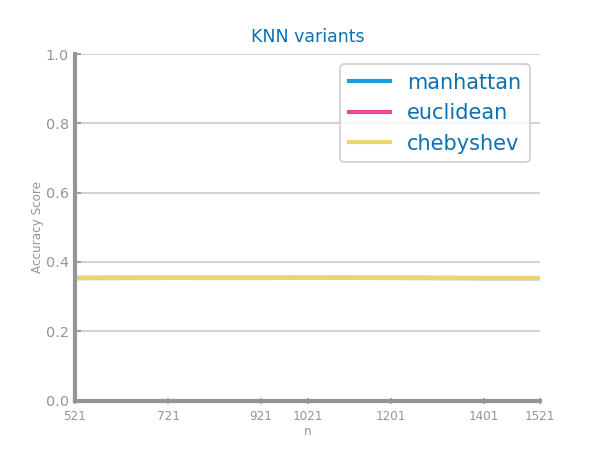 KNN variants
1.0
0.8
0.6
0.4
0.2
0.0
Accuracy Score
manhattan
euclidean
chebyshev
521 721 921 1021 1201 1401 1521
n